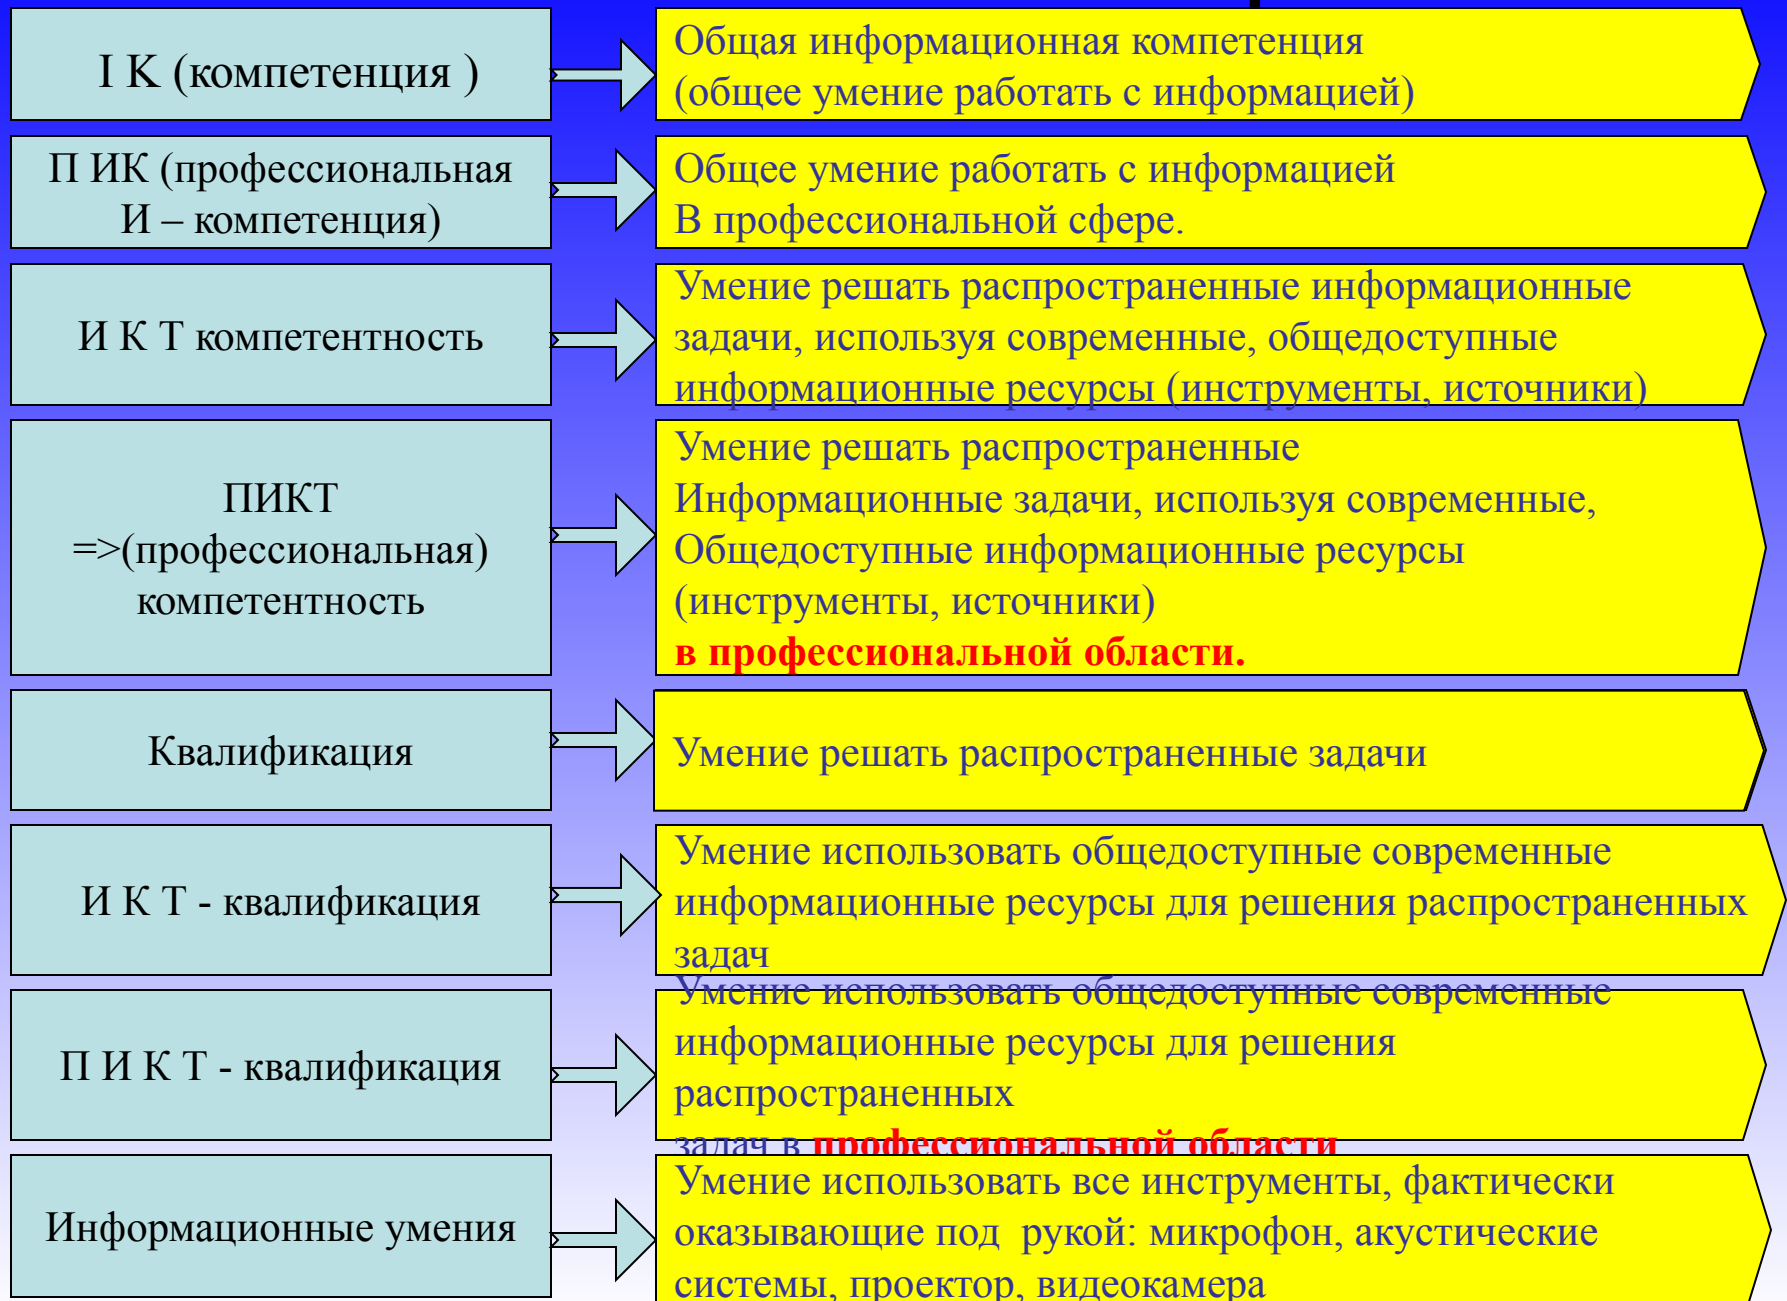 I K (компетенция )
Общая информационная компетенция
(общее умение работать с информацией)
П ИК (профессиональная
И – компетенция)
Общее умение работать с информацией
В профессиональной сфере.
И К Т компетентность
Умение решать распространенные информационные
задачи, используя современные, общедоступные
информационные ресурсы (инструменты, источники)
ПИКТ
=>(профессиональная)
компетентность
Умение решать распространенные
Информационные задачи, используя современные,
Общедоступные информационные ресурсы
(инструменты, источники)
в профессиональной области.
Квалификация
Умение решать распространенные задачи
И К Т - квалификация
Умение использовать общедоступные современные
информационные ресурсы для решения распространенных
задач
П И К Т - квалификация
Умение использовать общедоступные современные
информационные ресурсы для решения
распространенных
задач в профессиональной области
Информационные умения
Умение использовать все инструменты, фактически
оказывающие под  рукой: микрофон, акустические
системы, проектор, видеокамера